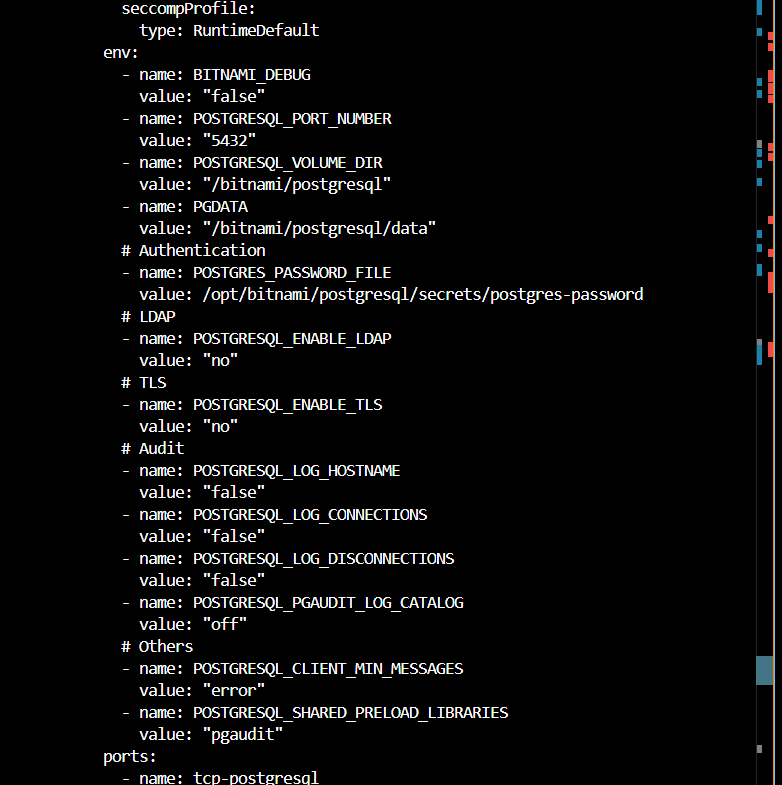 seccompProfile:
type: RuntimeDefault
env:
- name: BITNAMI_DEBUG
value: "false"
- name: POSTGRESQL_PORT_NUMBER
value: "5432"
- name: POSTGRESQL_VOLUME_DIR
value: "/bitnami/postgresql"
- name: PGDATA
value: "/bitnami/postgresql/data"
# Authentication
- name: POSTGRES_PASSWORD_FILE
value: /opt/bitnami/postgresql/secrets/postgres-password
# LDAP
- name: POSTGRESQL_ENABLE_LDAP
value: "no"
# TLS
- name: POSTGRESQL_ENABLE_TLS
value: "no"
# Audit
- name: POSTGRESQL_LOG_HOSTNAME
value: "false"
- name: POSTGRESQL_LOG_CONNECTIONS
value: "false"
- name: POSTGRESQL_LOG_DISCONNECTIONS
value: "false"
- name: POSTGRESQL_PGAUDIT_LOG_CATALOG
value: "off"
# Others
- name: POSTGRESQL_CLIENT_MIN_MESSAGES
value: "error"
- name: POSTGRESQL_SHARED_PRELOAD_LIBRARIES
value: "pgaudit"
ports:
- name: tcp-postgresql